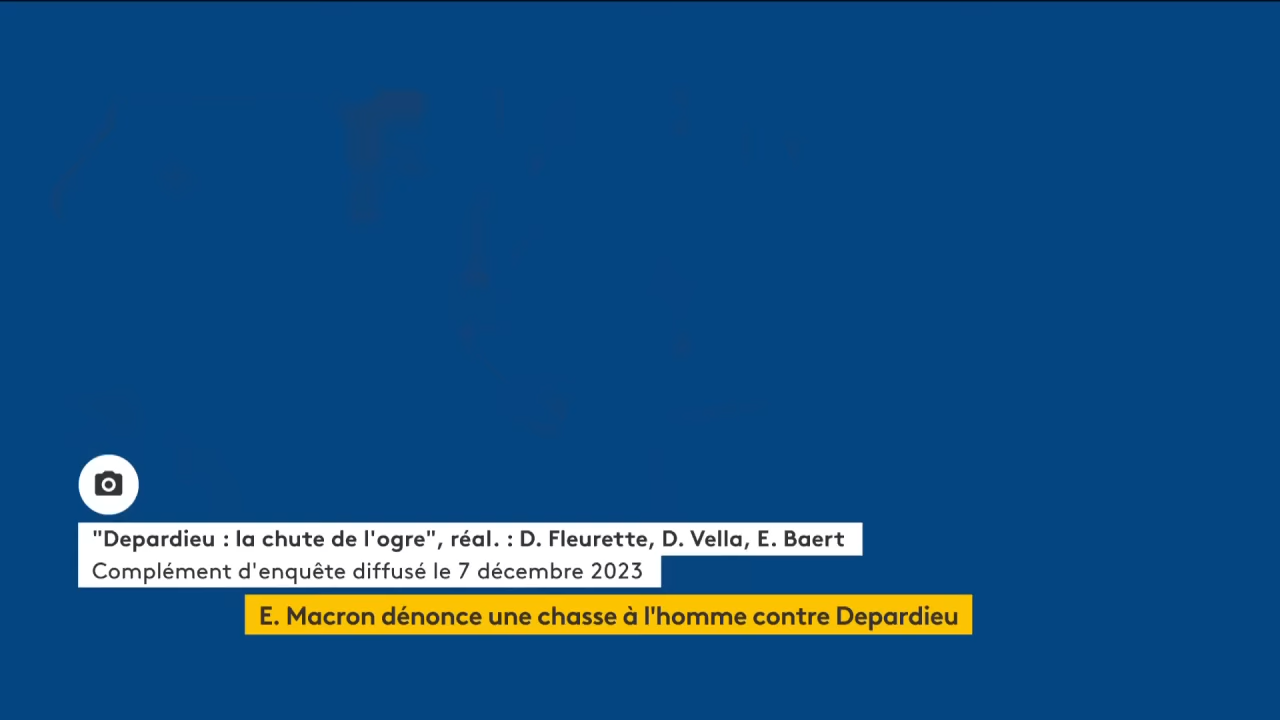 "Depardieu : la chute de l'ogre", réal. : D. Fleurette, D. Vella, E. Baert
Complément d'enquête diffusé le 7 décembre 2023
E. Macron dénonce une chasse à l'homme contre Depardieu